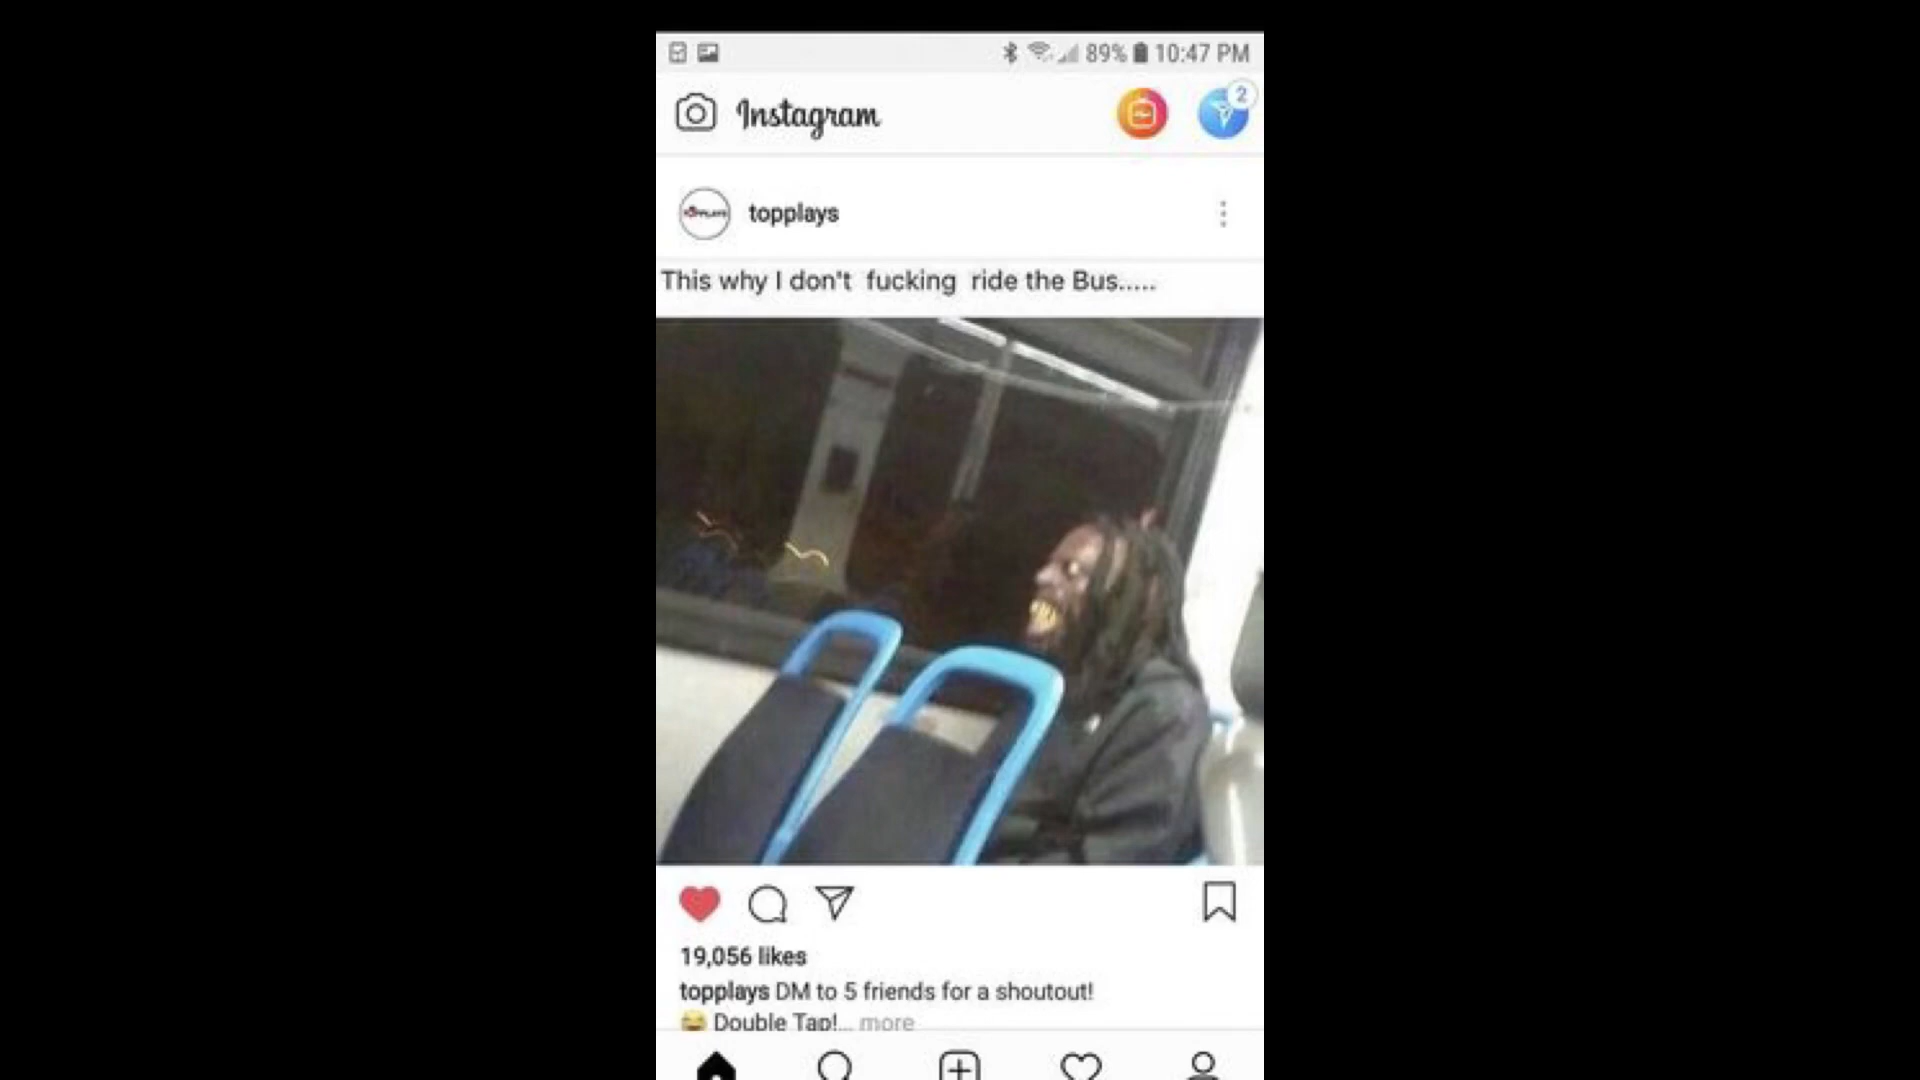 89% 10:47 PM
Instagram
2
topplays
This why I don't fucking ride the Bus.....
19,056 likes
topplays DM to 5 friends for a shoutout!
😂 Double Tap!... more